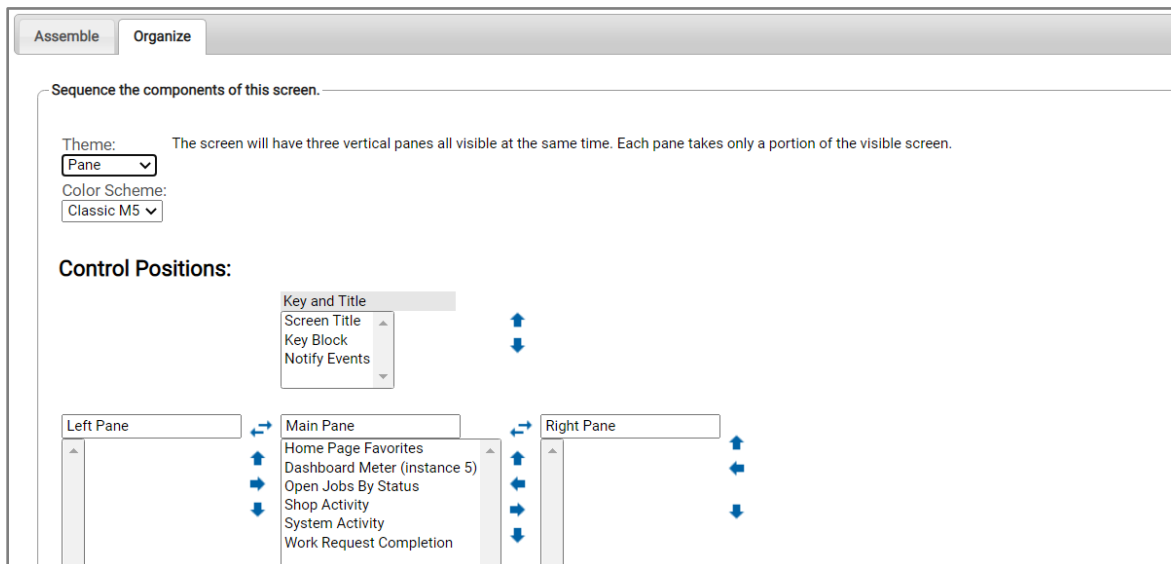 Assemble
Organize
Sequence the components of this screen.
Theme:
The screen will have three vertical panes all visible at the same time. Each pane takes only a portion of the visible screen.
Pane
Color Scheme:
Classic M5
Control Positions:
Key and Title
Screen Title
Key Block
Notify Events
Left Pane
Main Pane
Right Pane
Home Page Favorites
Dashboard Meter (instance 5)
Open Jobs By Status
Shop Activity
System Activity
Work Request Completion